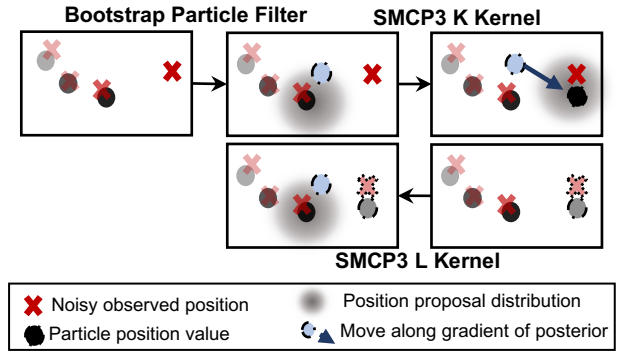 Bootstrap Particle Filter
SMCP3 K Kernel
SMCP3 L Kernel
Noisy observed position
Position proposal distribution
Particle position value
Move along gradient of posterior